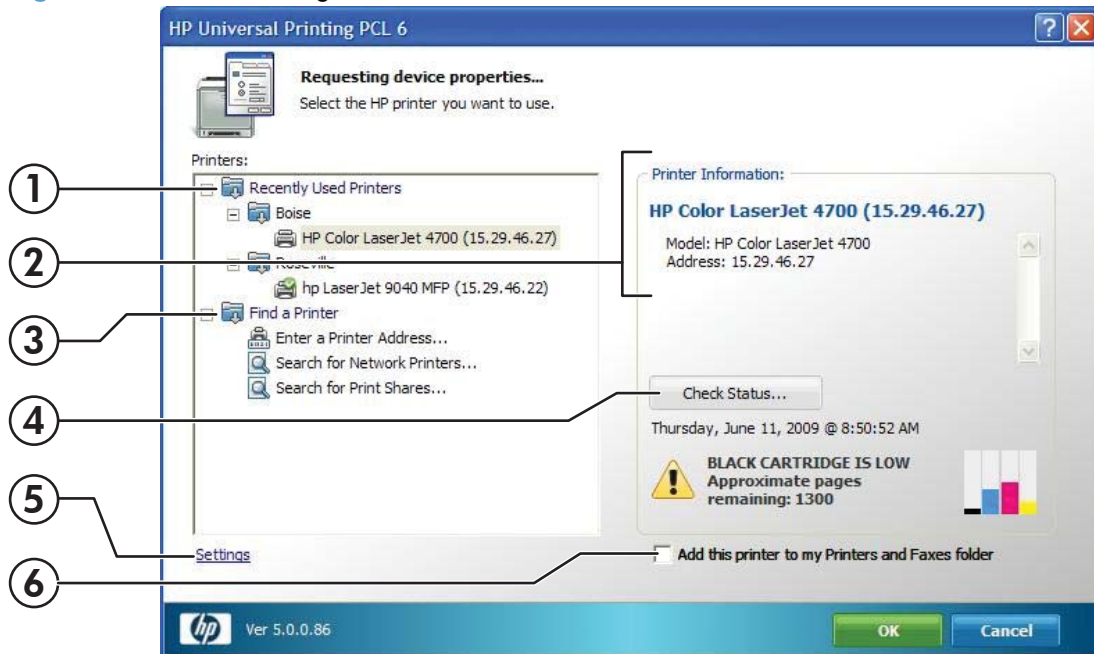 HP Universal Printing PCL 6
Requesting device properties...
Select the HP printer you want to use.
Printers:
1
Recently Used Printers
Boise
HP Color LaserJet 4700 (15.29.46.27)
2
Roseville
hp LaserJet 9040 MFP (15.29.46.22)
3
Find a Printer
Enter a Printer Address...
Search for Network Printers...
Search for Print Shares...
Printer Information:
HP Color LaserJet 4700 (15.29.46.27)
Model: HP Color LaserJet 4700
Address: 15.29.46.27
4
Check Status...
Thursday, June 11, 2009 @ 8:50:52 AM
BLACK CARTRIDGE IS LOW
Approximate pages
remaining: 1300
5
Settings
6
Add this printer to my Printers and Faxes folder
hp
Ver 5.0.0.86
OK
Cancel